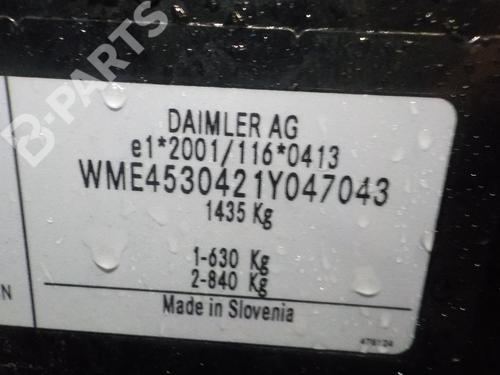 B-PARTS
DAIMLER AG
e1*2001/116*0413
WME4530421Y047043
1435 Kg
1-630 Kg
2-840 Kg
Made in Slovenia